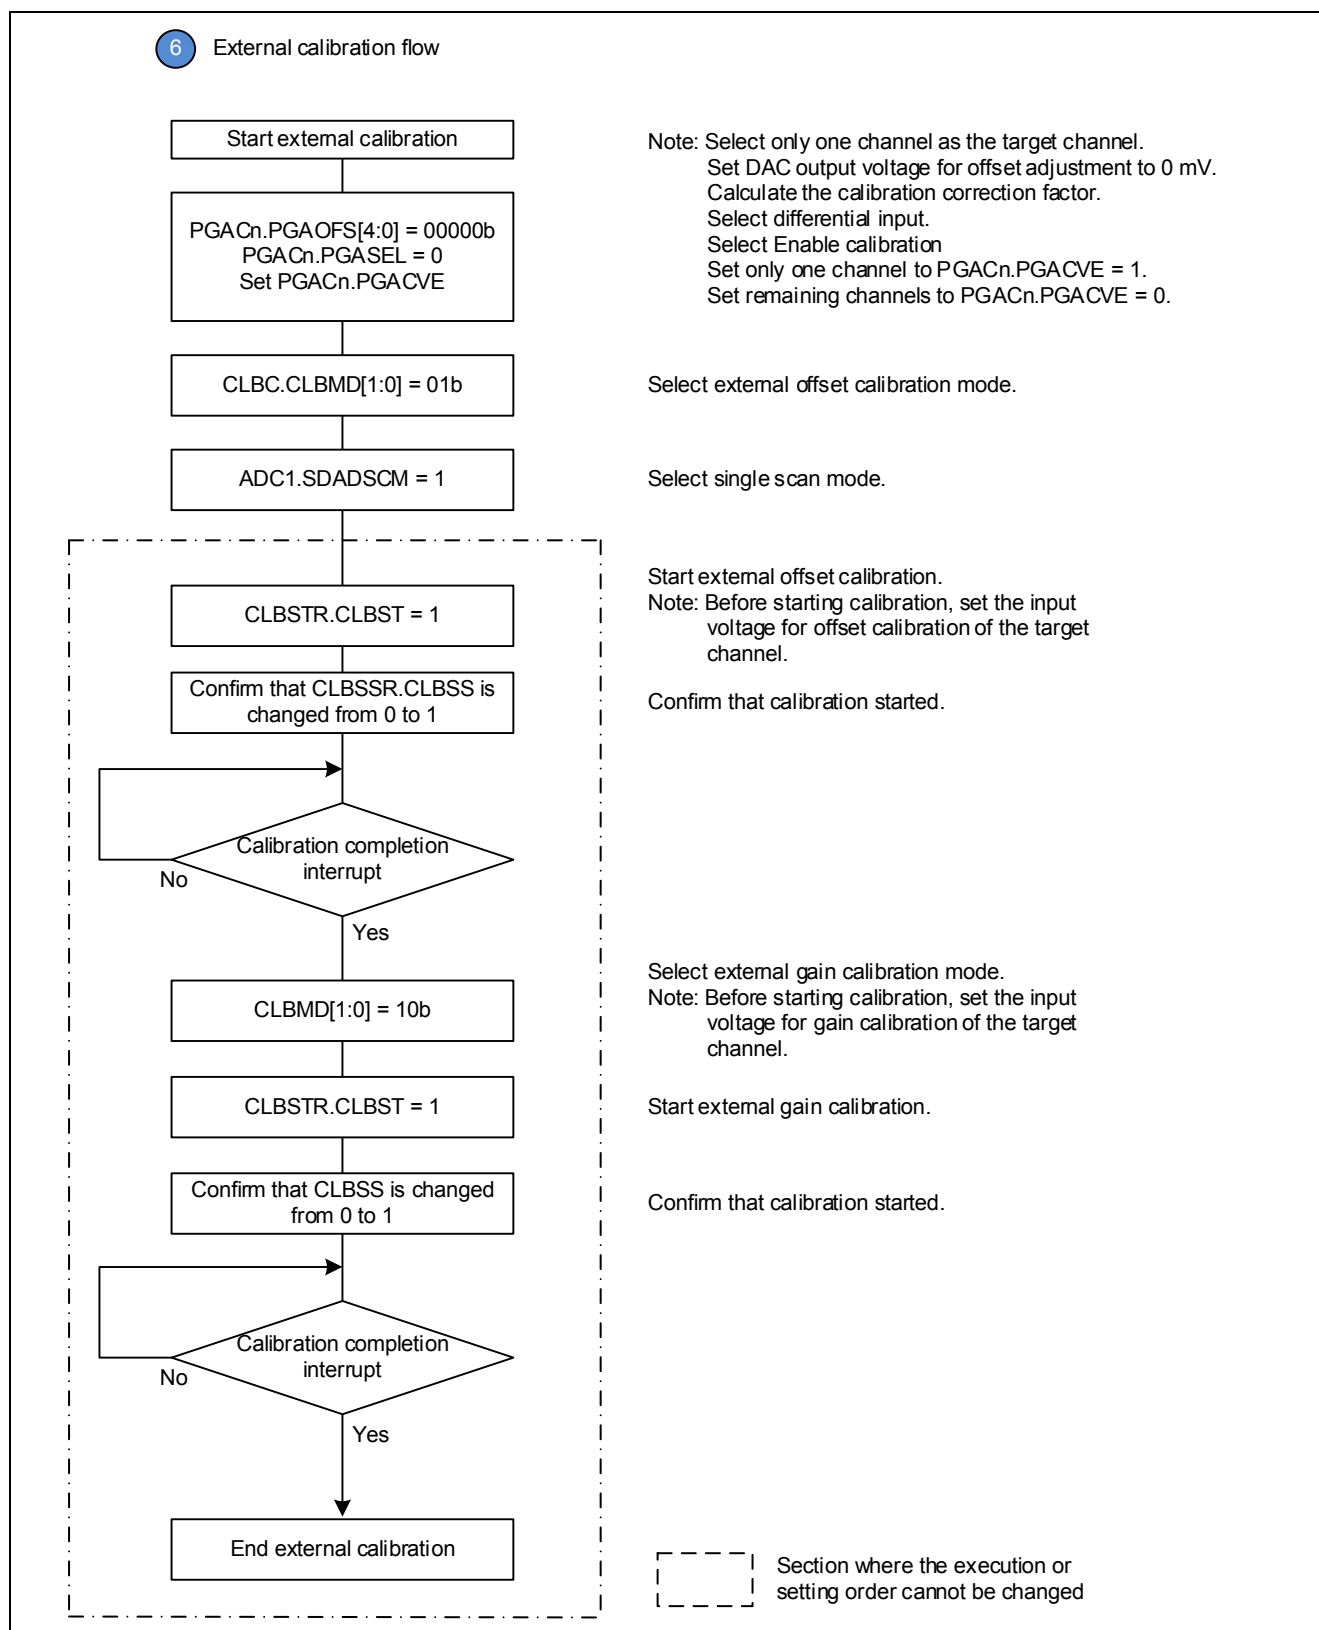 6 External calibration flow
Start external calibration
Note: Select only one channel as the target channel.
Set DAC output voltage for offset adjustment to 0 mV.
Calculate the calibration correction factor.
Select differential input.
Select Enable calibration
Set only one channel to PGACn.PGACVE = 1.
Set remaining channels to PGACn.PGACVE = 0.
PGACn.PGAOFS[4:0] = 00000b
PGACn.PGASEL = 0
Set PGACn.PGACVE
CLBC.CLBMD[1:0] = 01b
Select external offset calibration mode.
ADC1.SDADSCM = 1
Select single scan mode.
Start external offset calibration.
Note: Before starting calibration, set the input
voltage for offset calibration of the target
channel.
CLBSTR.CLBST = 1
Confirm that CLBSSR.CLBSS is
changed from 0 to 1
Confirm that calibration started.
Calibration completion
interrupt
No
Yes
Select external gain calibration mode.
Note: Before starting calibration, set the input
voltage for gain calibration of the target
channel.
CLBMD[1:0] = 10b
CLBSTR.CLBST = 1
Start external gain calibration.
Confirm that CLBSS is changed
from 0 to 1
Confirm that calibration started.
Calibration completion
interrupt
No
Yes
End external calibration
Section where the execution or
setting order cannot be changed